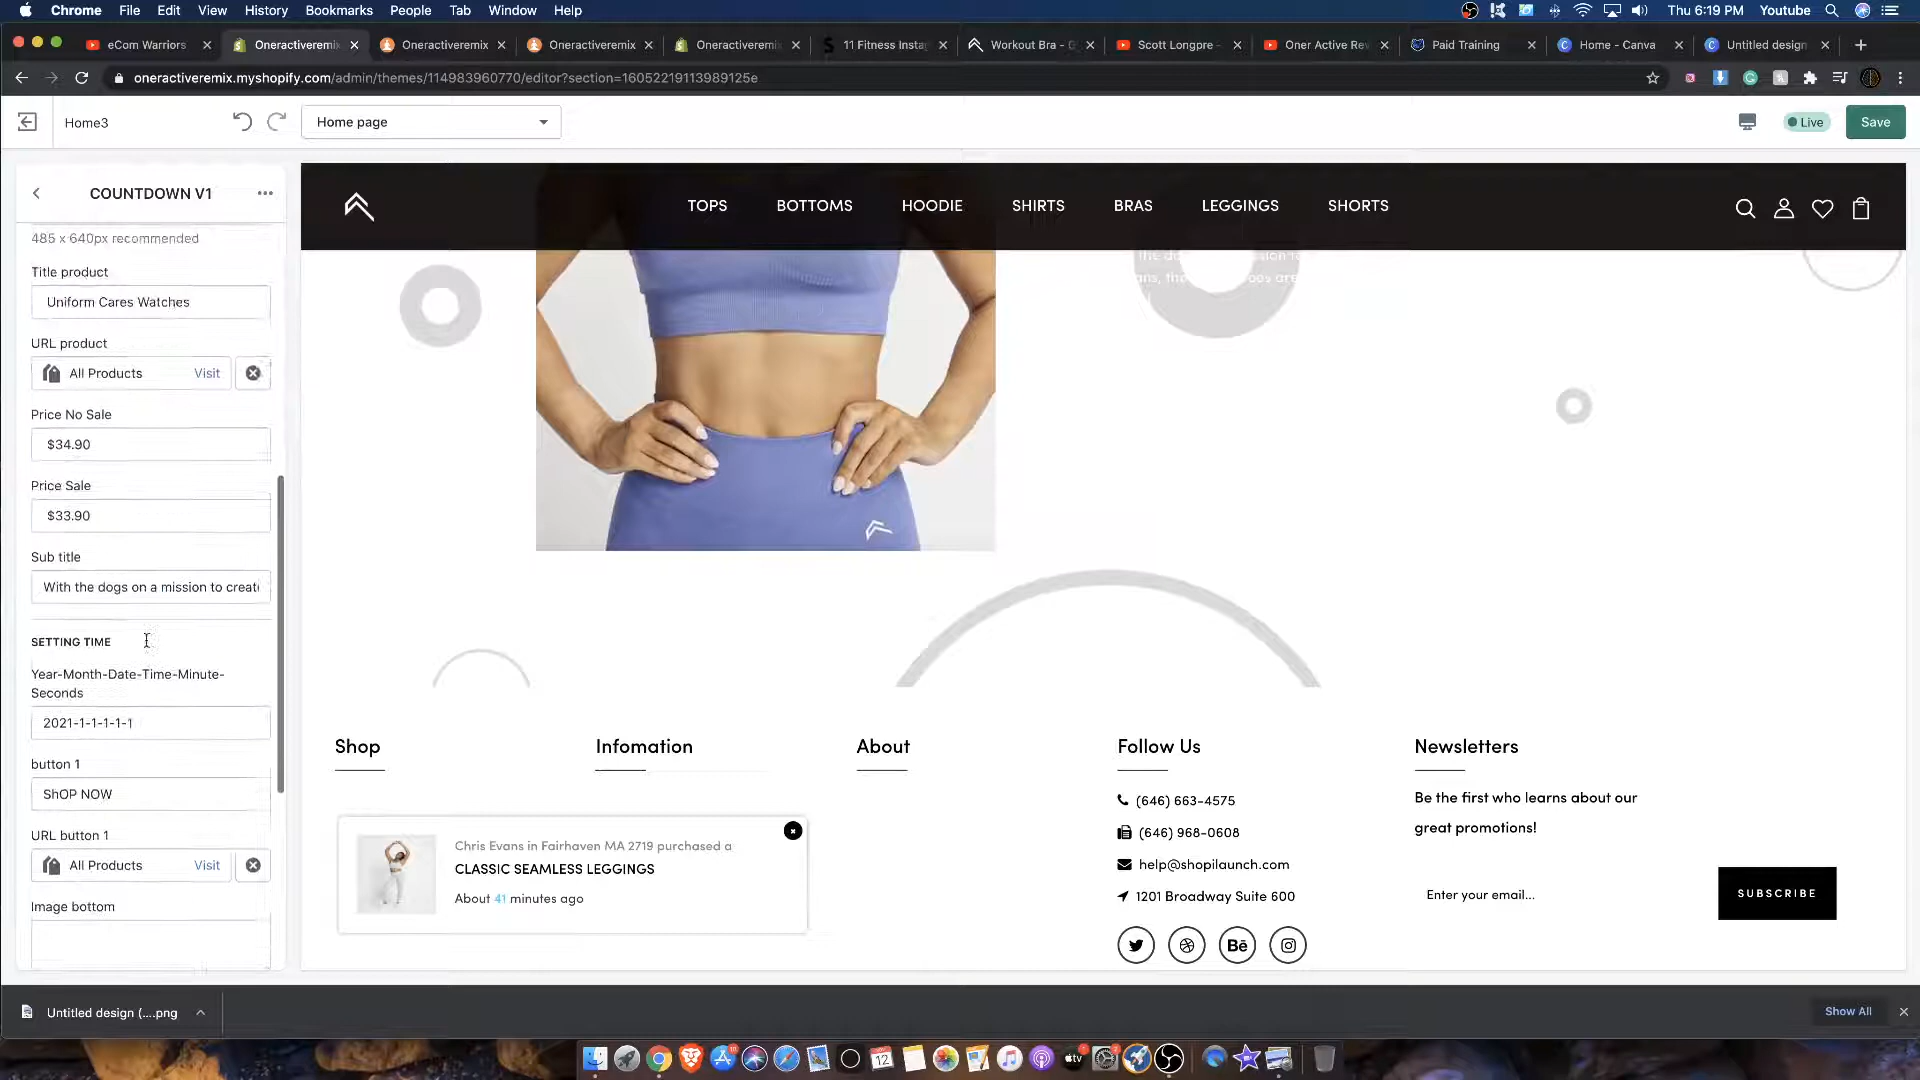 Chrome File Edit View History Bookmarks People Tab Window Help Thu 6:19 PM Youtube
eCom Warriors Oneractiveremix Oneractiveremix Oneractiveremix Oneractiveremix 11 Fitness Insta Workout Bra - G Scott Longpre - Oner Active Rev Paid Training Home - Canva Untitled design
oneractiveremix.myshopify.com/admin/themes/114983960770/editor?section=16052219113989125e
Home3 Home page Live Save
COUNTDOWN V1
485 x 640px recommended
Title product
Uniform Cares Watches
URL product
All Products Visit
Price No Sale
$34.90
Price Sale
$33.90
Sub title
With the dogs on a mission to creat
SETTING TIME
Year-Month-Date-Time-Minute-
Seconds
2021-1-1-1-1-1
button 1
ShOP NOW
URL button 1
All Products Visit
Image bottom
TOPS BOTTOMS HOODIE SHIRTS BRAS LEGGINGS SHORTS
Shop Infomation About Follow Us Newsletters
(646) 663-4575
(646) 968-0608
help@shopilaunch.com
1201 Broadway Suite 600
Bē
Be the first who learns about our
great promotions!
Enter your email... SUBSCRIBE
Chris Evans in Fairhaven MA 2719 purchased a
CLASSIC SEAMLESS LEGGINGS
About 41 minutes ago
Untitled design (....png Show All
12
tv